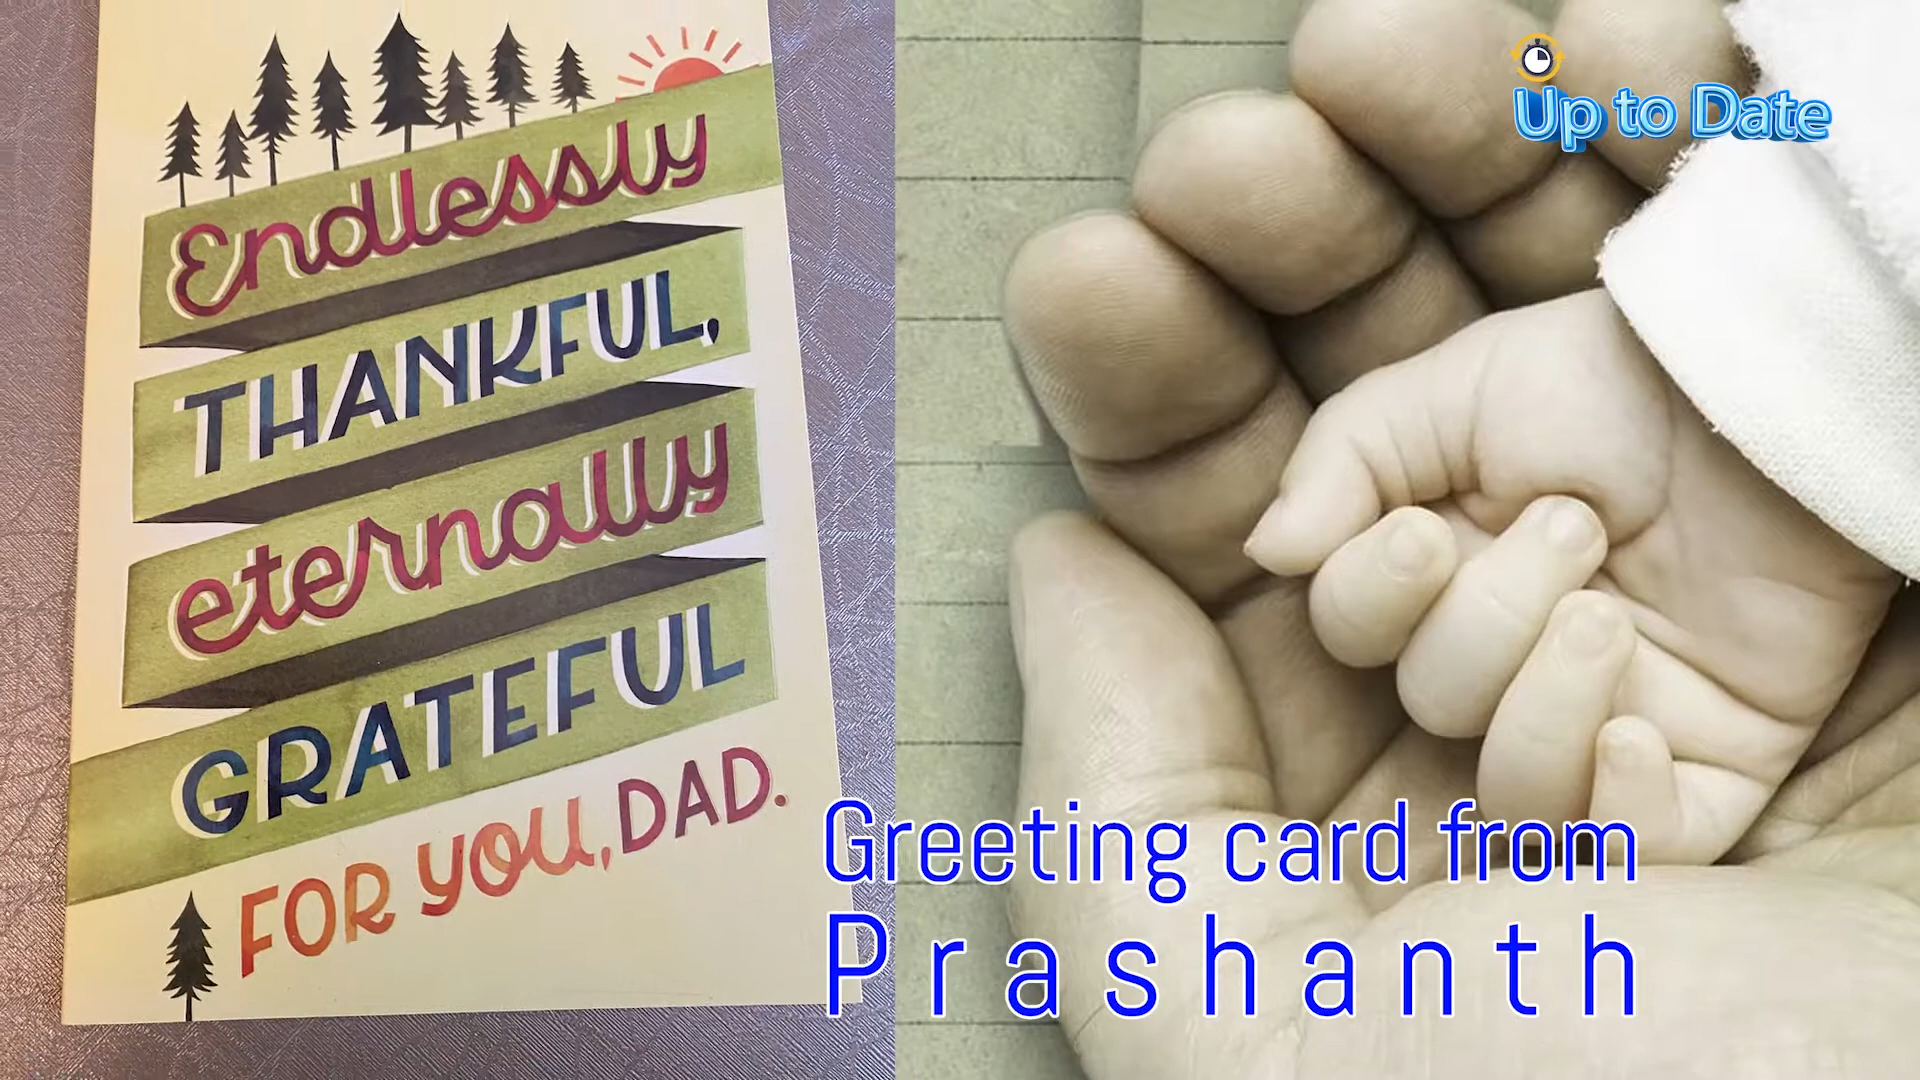 Endlessly
THANKFUL,
eternally
GRATEFUL
FOR YOU, DAD.
Up to Date
Greeting card from
Prashanth